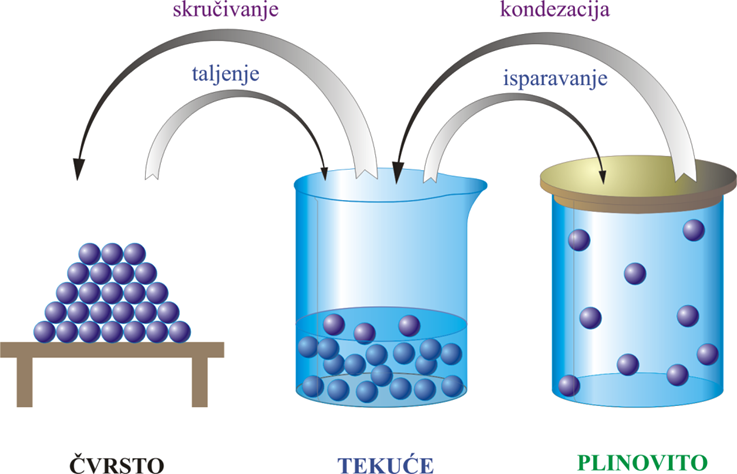 skrućivanje
kondezacija
taljenje
isparavanje
ČVRSTO
TEKUĆE
PLINOVITO